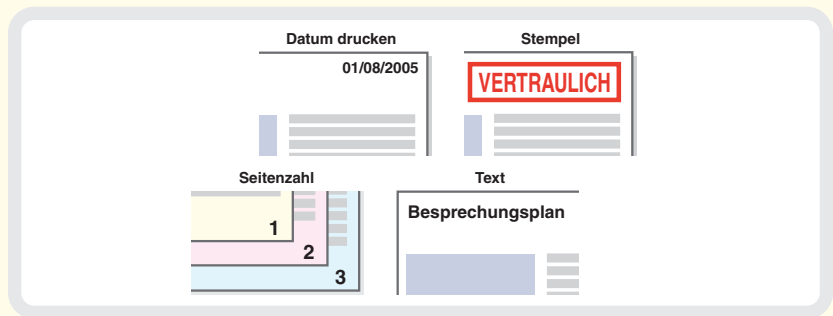 Datum drucken
Stempel
01/08/2005
VERTRAULICH
Seitenzahl
Text
1
2
3
Besprechungsplan